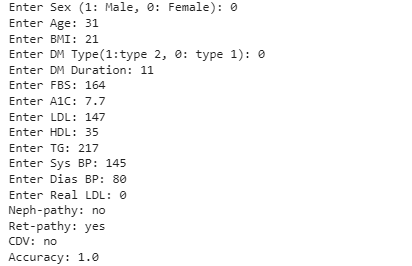 Enter Sex (1: Male, 0: Female): 0
Enter Age: 31
Enter BMI: 21
Enter DM Type(1:type 2, 0: type 1): 0
Enter DM Duration: 11
Enter FBS: 164
Enter A1C: 7.7
Enter LDL: 147
Enter HDL: 35
Enter TG: 217
Enter Sys BP: 145
Enter Dias BP: 80
Enter Real LDL: 0
Neph-pathy: no
Ret-pathy: yes
CDV: no
Accuracy: 1.0